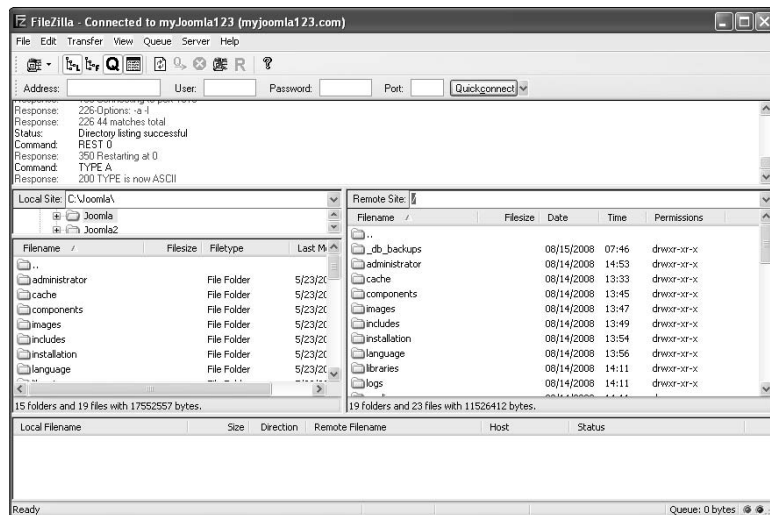 FileZilla - Connected to myJoomla123 (myjoomla123.com)
File Edit Transfer View Queue Server Help
Address: User: Password: Port: Quickconnect
Response: 226-Options: -a -l
Response: 226 44 matches total
Status: Directory listing successful
Command: REST 0
Response: 350 Restarting at 0
Command: TYPE A
Response: 200 TYPE is now ASCII
Local Site: C:\Joomla\
Joomla
Joomla2
Filename / Filesize Filetype Last M
..
administrator File Folder 5/23/20
cache File Folder 5/23/20
components File Folder 5/23/20
images File Folder 5/23/20
includes File Folder 5/23/20
installation File Folder 5/23/20
language File Folder 5/23/20
15 folders and 19 files with 17552557 bytes.
Remote Site: /
Filename / Filesize Date Time Permissions
..
_db_backups 08/15/2008 07:46 drwxr-xr-x
administrator 08/14/2008 14:53 drwxr-xr-x
cache 08/14/2008 13:33 drwxr-xr-x
components 08/14/2008 13:45 drwxr-xr-x
images 08/14/2008 13:47 drwxr-xr-x
includes 08/14/2008 13:49 drwxr-xr-x
installation 08/14/2008 13:54 drwxr-xr-x
language 08/14/2008 13:56 drwxr-xr-x
libraries 08/14/2008 14:11 drwxr-xr-x
logs 08/14/2008 14:11 drwxr-xr-x
19 folders and 23 files with 11526412 bytes.
Local Filename Size Direction Remote Filename Host Status
Ready Queue: 0 bytes